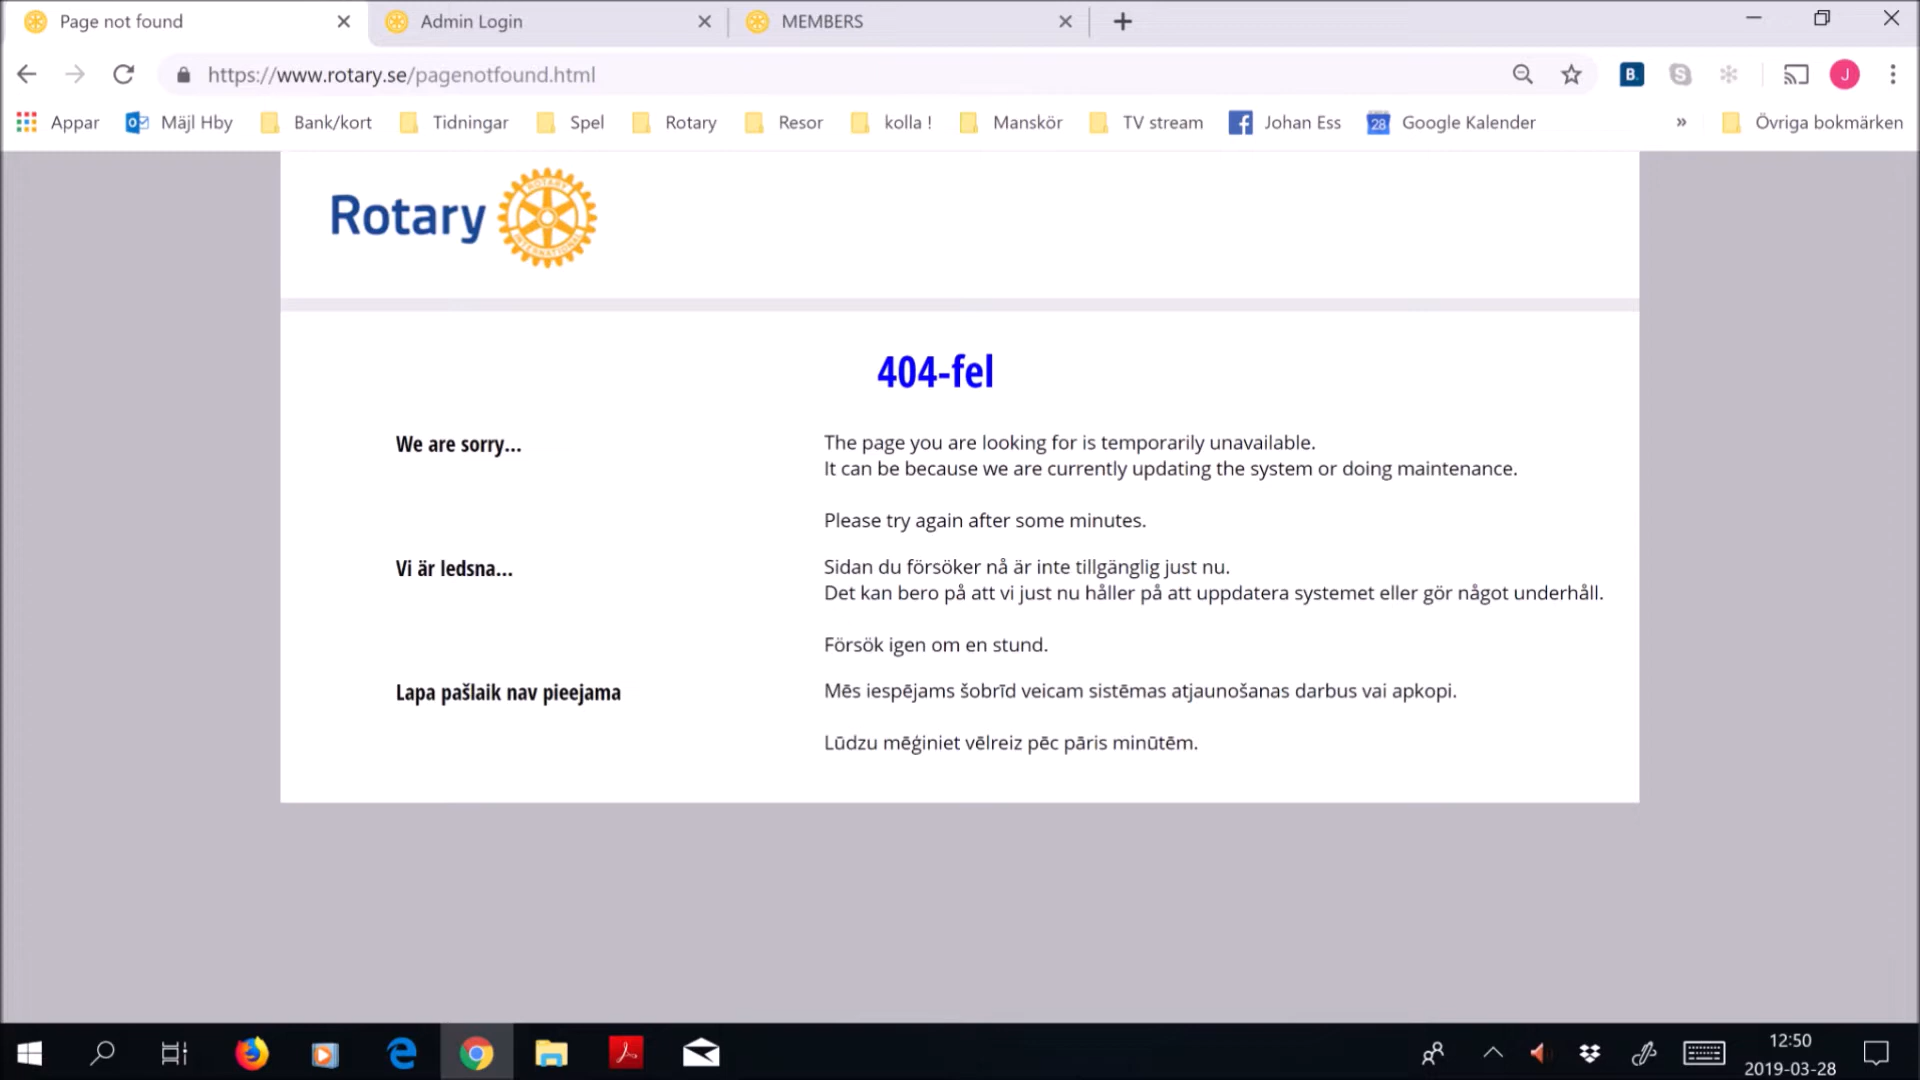 Page not found
Admin Login
MEMBERS
https://www.rotary.se/pagenotfound.html
B.
J
Appar
Mäjl Hby
Bank/kort
Tidningar
Spel
Rotary
Resor
kolla !
Manskör
TV stream
Johan Ess
28
Google Kalender
»
Övriga bokmärken
Rotary
ROTARY
INTERNATIONAL
404-fel
We are sorry...
The page you are looking for is temporarily unavailable.
It can be because we are currently updating the system or doing maintenance.
Please try again after some minutes.
Vi är ledsna...
Sidan du försöker nå är inte tillgänglig just nu.
Det kan bero på att vi just nu håller på att uppdatera systemet eller gör något underhåll.
Försök igen om en stund.
Lapa pašlaik nav pieejama
Mēs iespējams šobrīd veicam sistēmas atjaunošanas darbus vai apkopi.
Lūdzu mēģiniet vēlreiz pēc pāris minūtēm.
12:50
2019-03-28